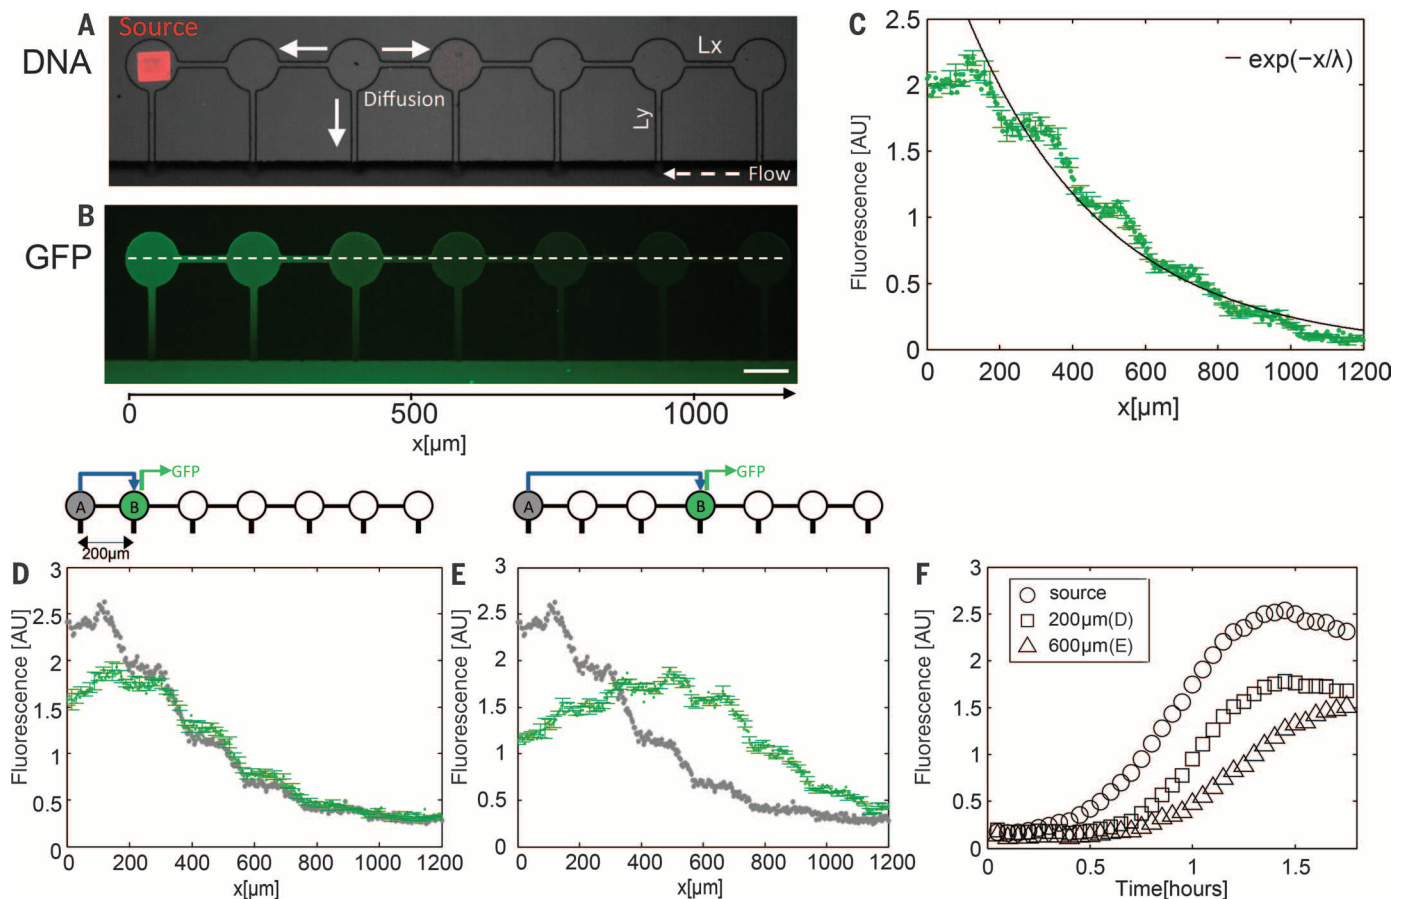 A
Source
DNA
Lx
Diffusion
Ly
Flow
B
GFP
0
500
1000
x[µm]
C
2.5
2
1.5
1
0.5
0
Fluorescence [AU]
exp(−x/λ)
0 200 400 600 800 1000 1200
x[µm]
GFP
A
B
200µm
GFP
A
B
D
3
2.5
2
1.5
1
0.5
0
Fluorescence [AU]
0 200 400 600 800 1000 1200
x[µm]
E
3
2.5
2
1.5
1
0.5
0
Fluorescence [AU]
0 200 400 600 800 1000 1200
x[µm]
F
3
2.5
2
1.5
1
0.5
0
Fluorescence [AU]
source
200µm(D)
600µm(E)
0 0.5 1 1.5
Time[hours]